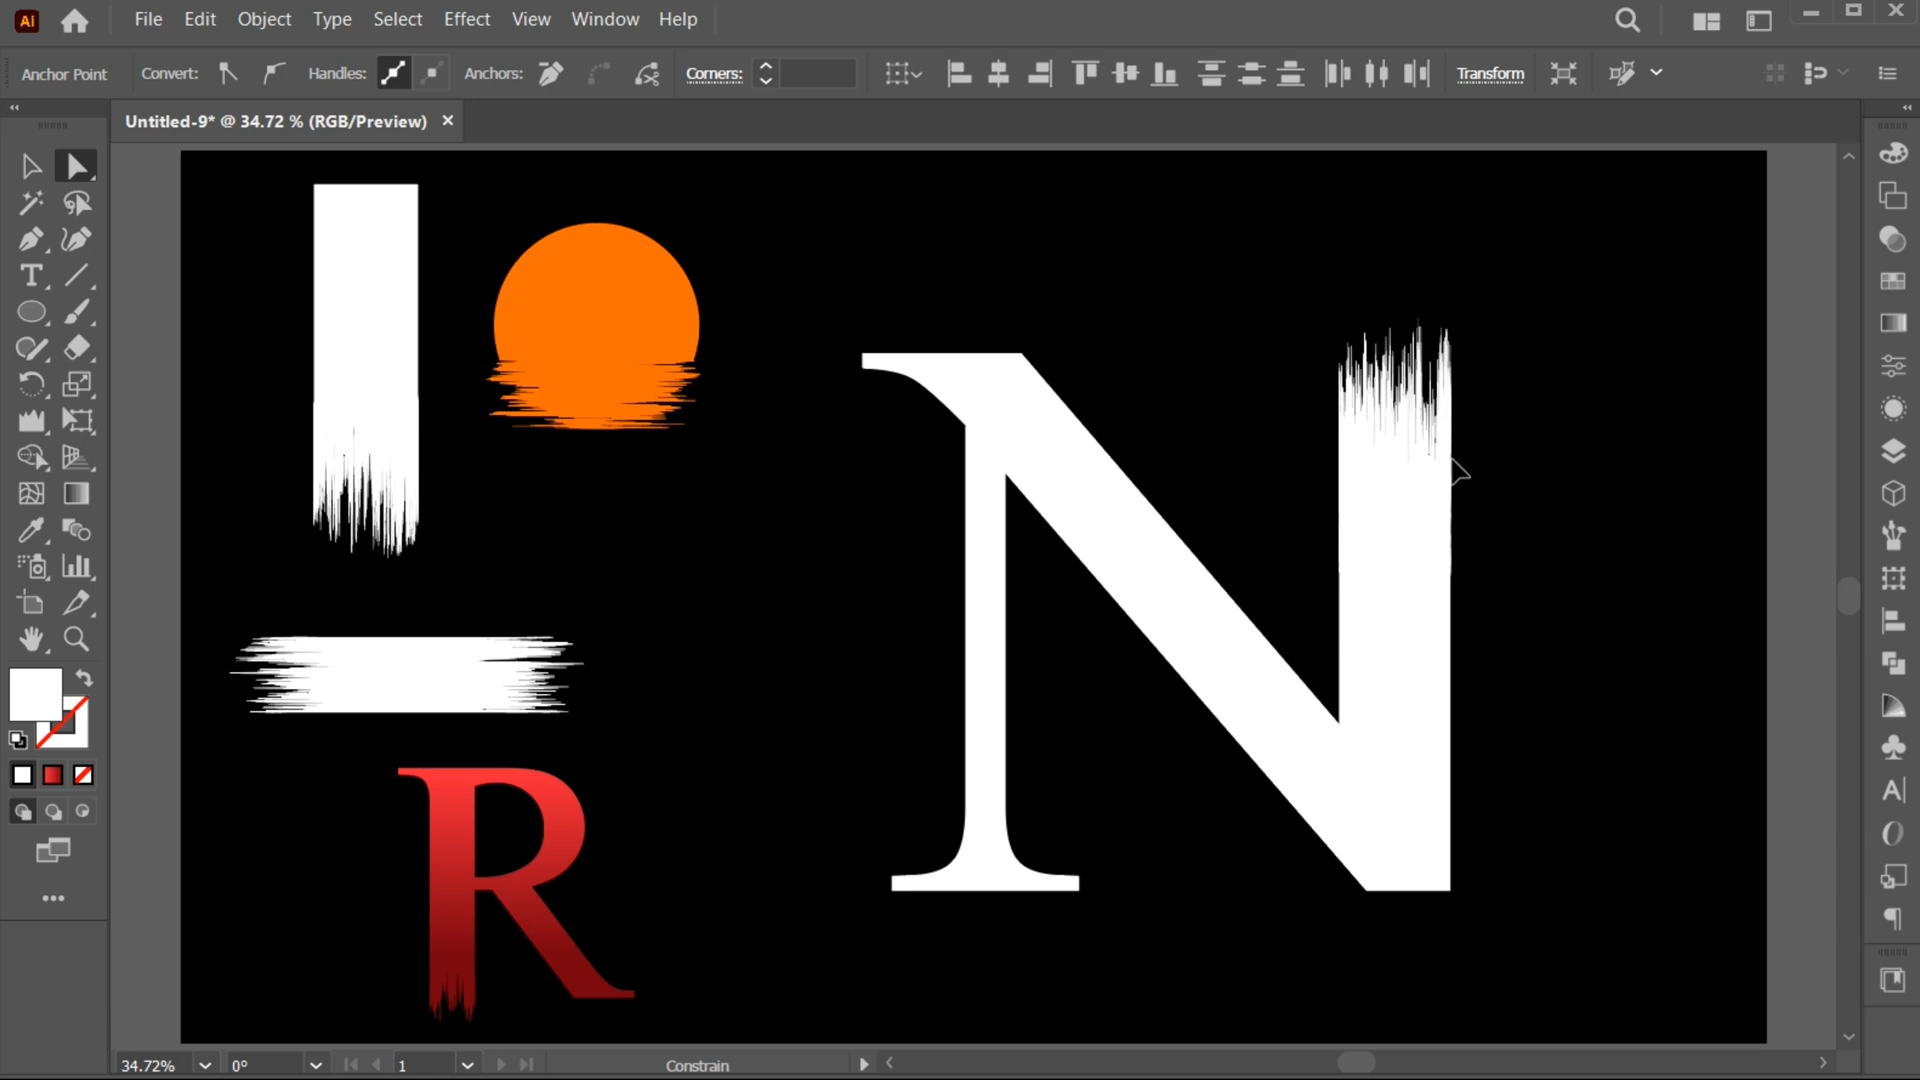 Ai File Edit Object Type Select Effect View Window Help
Anchor Point Convert: Handles: Anchors: Corners: Transform
Untitled-9* @ 34.72 % (RGB/Preview) ×
N
R
34.72% 0° 1 Constrain